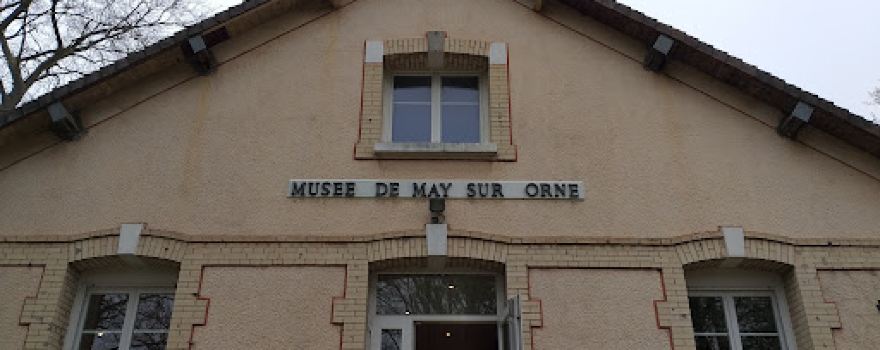 MUSEE DE MAY SUR ORNE